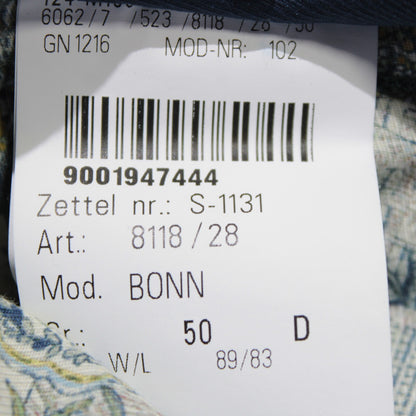 6062/7 /523 /8118 /28 /50
GN 1216 MOD-NR: 102
9001947444
Zettel nr.: S-1131
Art.: 8118 / 28
Mod. BONN
Gr.: 50 D
W/L 89/83